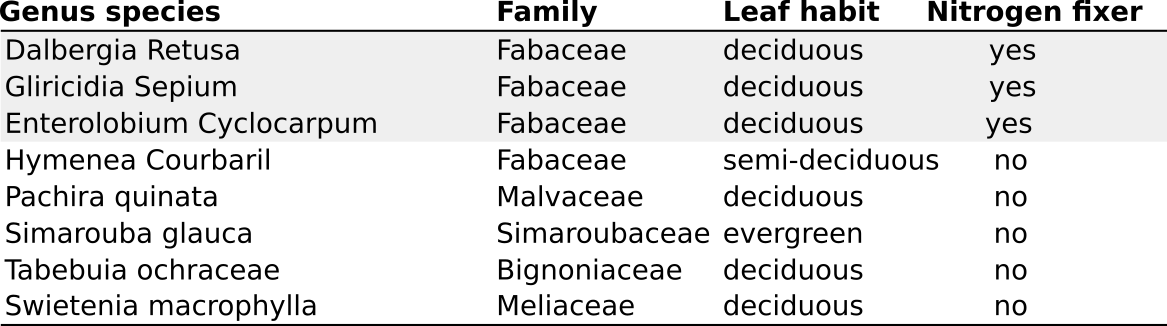 Genus species Family Leaf habit Nitrogen fixer
Dalbergia Retusa Fabaceae deciduous yes
Gliricidia Sepium Fabaceae deciduous yes
Enterolobium Cyclocarpum Fabaceae deciduous yes
Hymenea Courbaril Fabaceae semi-deciduous no
Pachira quinata Malvaceae deciduous no
Simarouba glauca Simaroubaceae evergreen no
Tabebuia ochraceae Bignoniaceae deciduous no
Swietenia macrophylla Meliaceae deciduous no